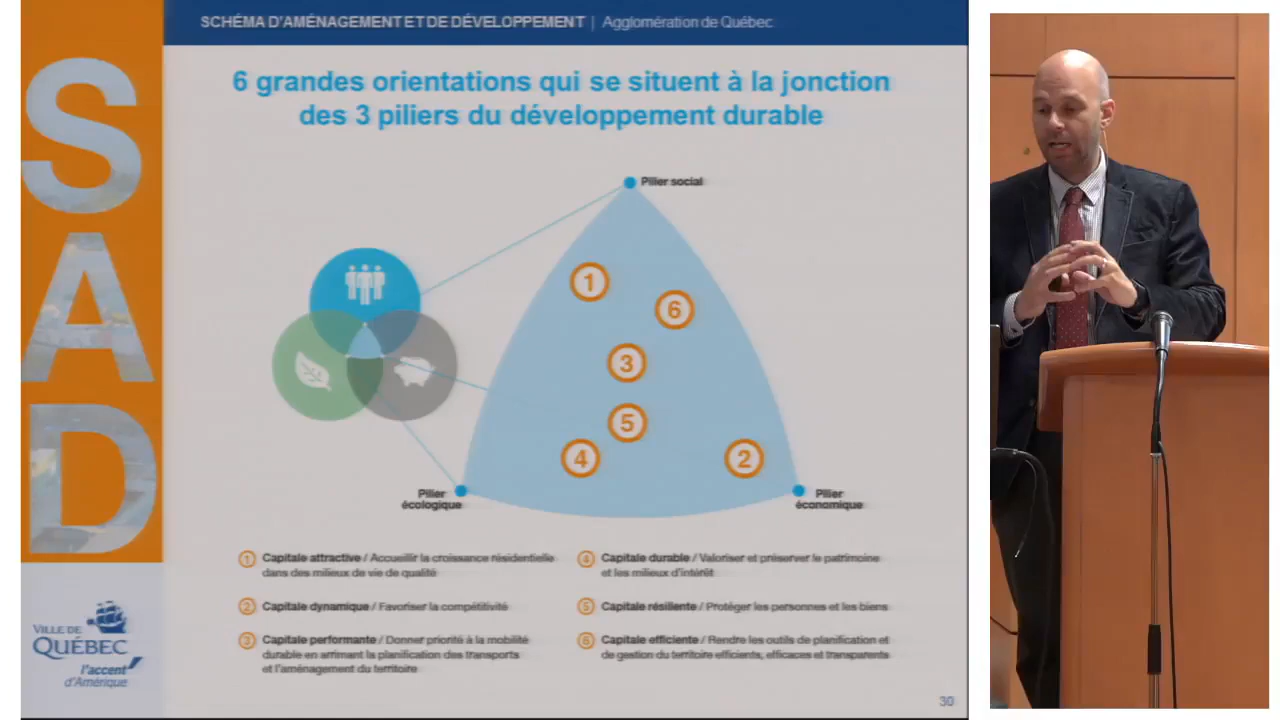 SCHÉMA D'AMÉNAGEMENT ET DE DÉVELOPPEMENT | Agglomération de Québec
SAD
6 grandes orientations qui se situent à la jonction
des 3 piliers du développement durable
Pilier social
1
6
3
5
4
2
Pilier
écologique
Pilier
économique
1 Capitale attractive / Accueillir la croissance résidentielle
dans des milieux de vie de qualité
2 Capitale dynamique / Favoriser la compétitivité
3 Capitale performante / Donner priorité à la mobilité
durable en arrimant la planification des transports
et l'aménagement du territoire
4 Capitale durable / Valoriser et préserver le patrimoine
et les milieux d'intérêt
5 Capitale résiliente / Protéger les personnes et les biens
6 Capitale efficiente / Rendre les outils de planification et
de gestion du territoire efficients, efficaces et transparents
VILLE DE
QUÉBEC
l'accent
d'Amérique
30